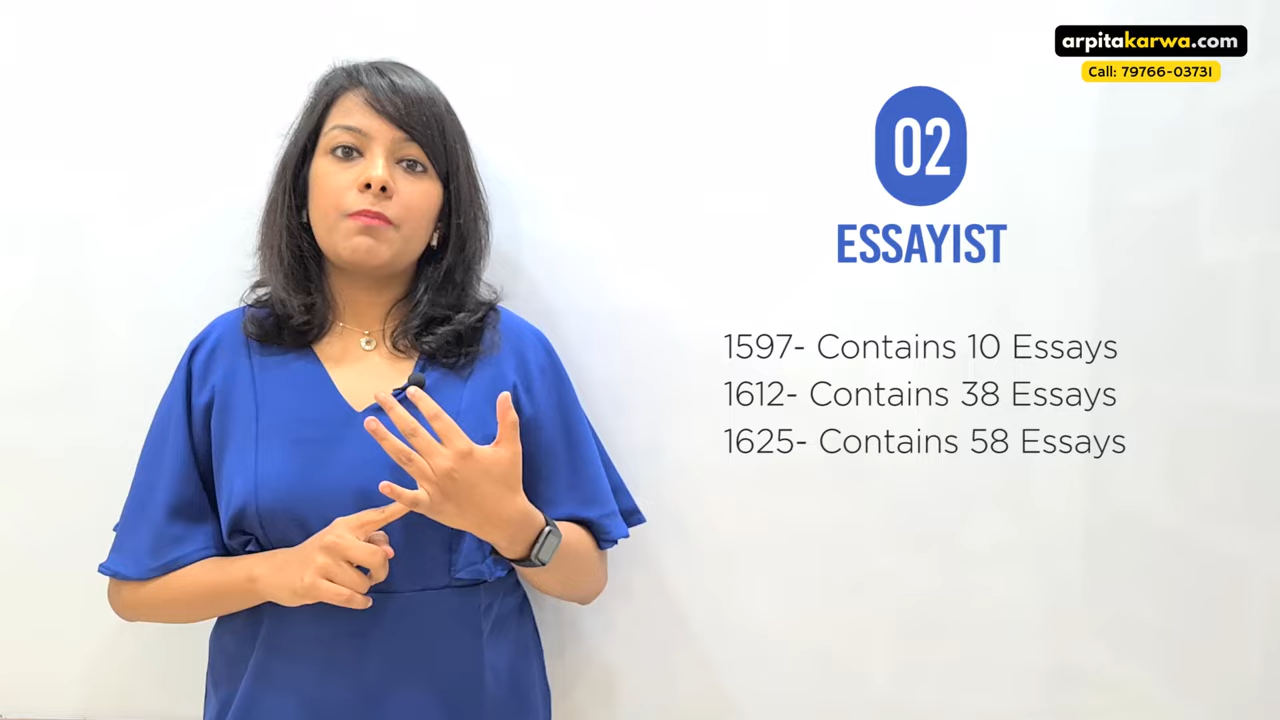 arpitakarwa.com
Call: 79766-03731
02
ESSAYIST
1597- Contains 10 Essays
1612- Contains 38 Essays
1625- Contains 58 Essays